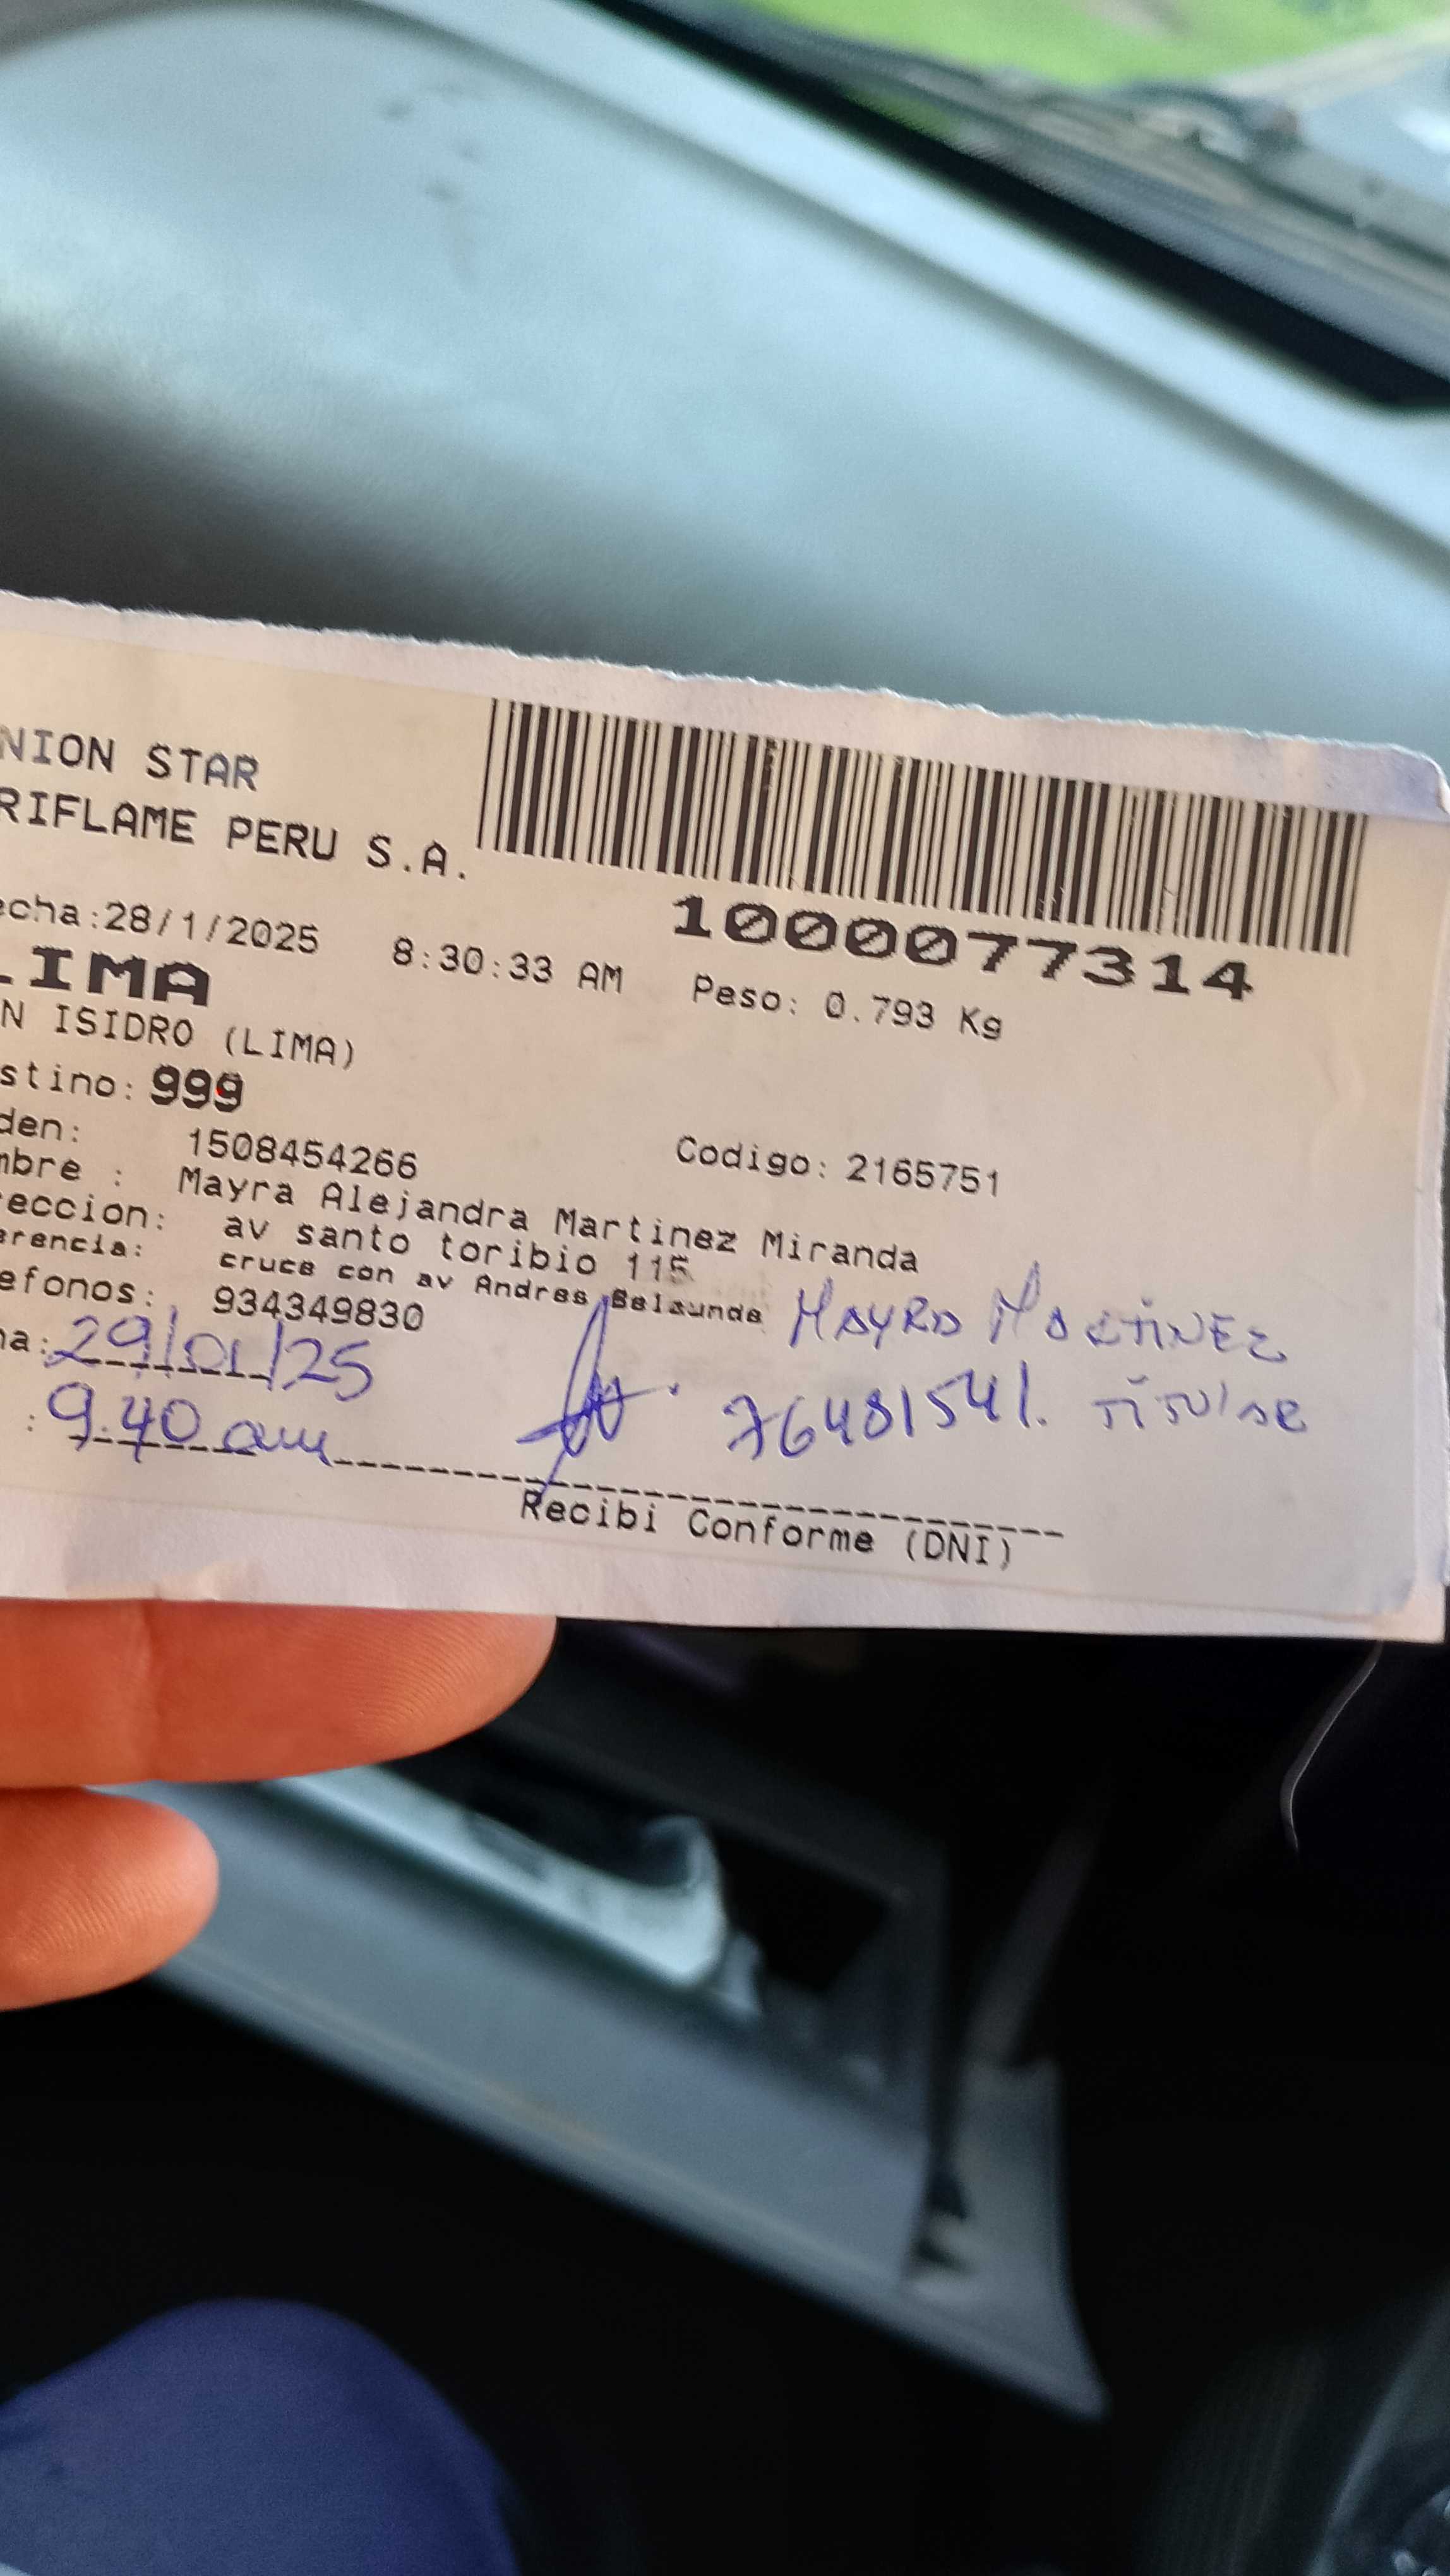 NION STAR
RIFLAME PERU S.A.
echa:28/1/2025 8:30:33 AM
1000077314
LIMA
Peso: 0.793 Kg
N ISIDRO (LIMA)
stino: 999
den: 1508454266 Codigo: 2165751
mbre : Mayra Alejandra Martinez Miranda
reccion: av santo toribio 115
erencia: cruce con av Andres Belaunde
efonos: 934349830
MAYRA MARTINEZ
na: 29/01/25
76481541. TITULAR
: 9.40 am
Recibi Conforme (DNI)